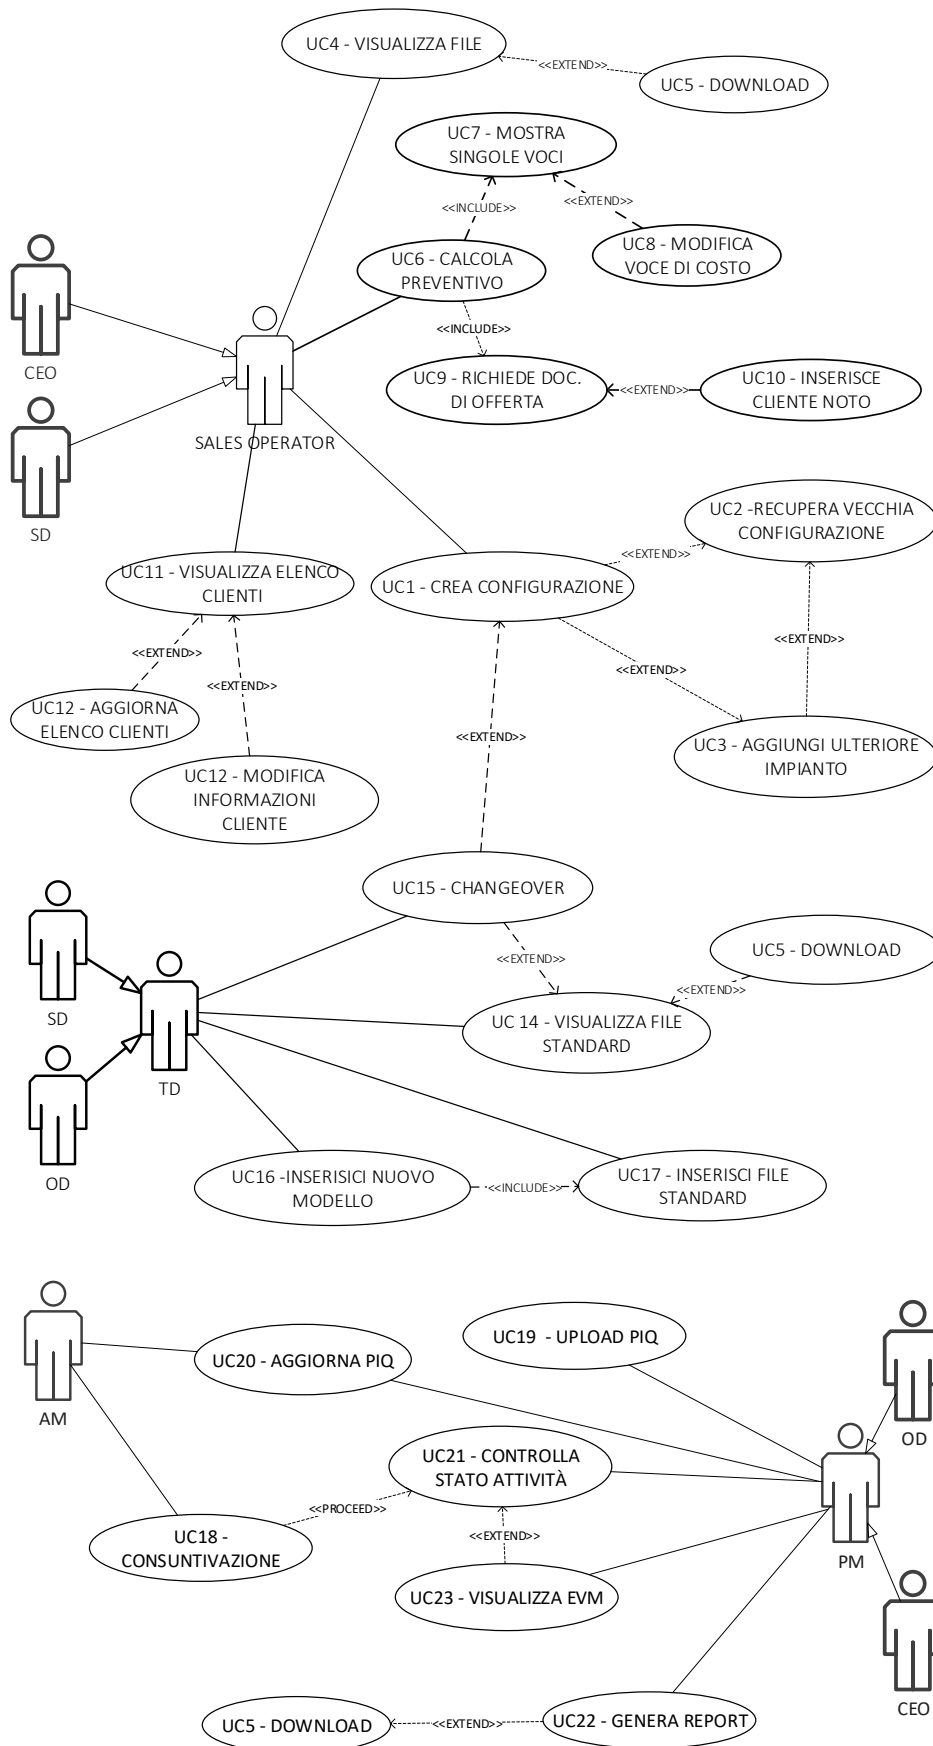 UC4 - VISUALIZZA FILE
<<EXTEND>>
UC5 - DOWNLOAD
UC7 - MOSTRA
SINGOLE VOCI
<<INCLUDE>>
<<EXTEND>>
UC8 - MODIFICA
VOCE DI COSTO
UC6 - CALCOLA
PREVENTIVO
<<INCLUDE>>
CEO
UC9 - RICHIEDE DOC.
DI OFFERTA
<<EXTEND>>
UC10 - INSERISCE
CLIENTE NOTO
SALES OPERATOR
SD
UC2 -RECUPERA VECCHIA
CONFIGURAZIONE
<<EXTEND>>
UC11 - VISUALIZZA ELENCO
CLIENTI
UC1 - CREA CONFIGURAZIONE
<<EXTEND>>
<<EXTEND>>
<<EXTEND>>
<<EXTEND>>
UC12 - AGGIORNA
ELENCO CLIENTI
<<EXTEND>>
UC3 - AGGIUNGI ULTERIORE
IMPIANTO
UC12 - MODIFICA
INFORMAZIONI
CLIENTE
UC15 - CHANGEOVER
<<EXTEND>>
UC5 - DOWNLOAD
<<EXTEND>>
SD
UC 14 - VISUALIZZA FILE
STANDARD
TD
OD
UC16 -INSERISICI NUOVO
MODELLO
<<INCLUDE>>
UC17 - INSERISCI FILE
STANDARD
UC19 - UPLOAD PIQ
UC20 - AGGIORNA PIQ
AM
OD
UC21 - CONTROLLA
STATO ATTIVITÀ
<<PROCEED>>
UC18 -
CONSUNTIVAZIONE
<<EXTEND>>
PM
UC23 - VISUALIZZA EVM
CEO
UC5 - DOWNLOAD
<<EXTEND>>
UC22 - GENERA REPORT